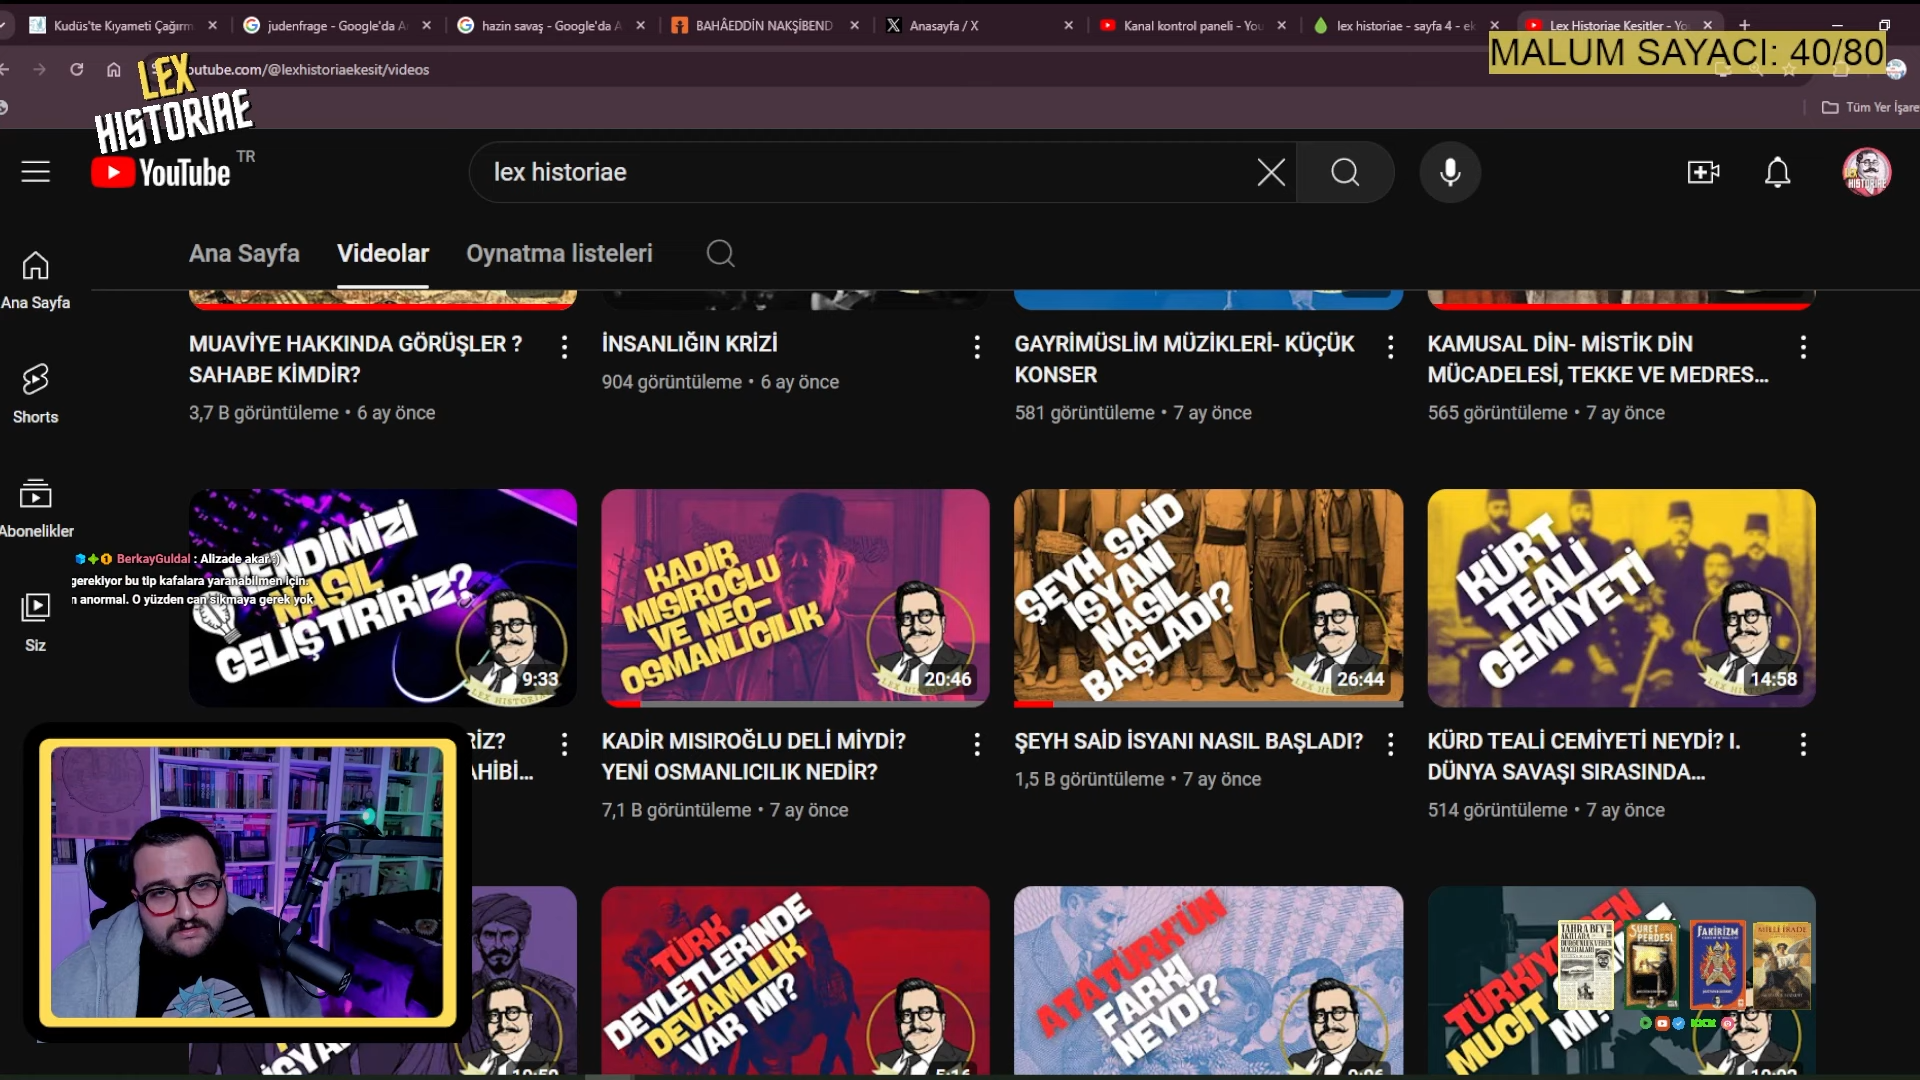 Kudüs'te Kıyameti Çağırm
judenfrage - Google'da A
hazin savaş - Google'da A
BAHÂEDDİN NAKŞİBEND
Anasayfa / X
Kanal kontrol paneli - You
lex historiae - sayfa 4 - ek
Lex Historiae Kesitler - Yo
MALUM SAYACI: 40/80
outube.com/@lexhistoriaekesit/videos
Tüm Yer İşare
LEX
HISTORIAE
YouTube TR
lex historiae
Ana Sayfa
Videolar
Oynatma listeleri
Ana Sayfa
Shorts
Abonelikler
Siz
MUAVİYE HAKKINDA GÖRÜŞLER ?
SAHABE KİMDİR?
3,7 B görüntüleme • 6 ay önce
İNSANLIĞIN KRİZİ
904 görüntüleme • 6 ay önce
GAYRİMÜSLİM MÜZİKLERİ- KÜÇÜK
KONSER
581 görüntüleme • 7 ay önce
KAMUSAL DİN- MİSTİK DİN
MÜCADELESİ, TEKKE VE MEDRES...
565 görüntüleme • 7 ay önce
BerkayGuldal : Alizade akar :)
gerekiyor bu tip kafalara yaranabilmen için.
n anormal. O yüzden can sıkmaya gerek yok
KENDİMİZİ
NASIL
GELİŞTİRİRİZ?
9:33
KADİR
MISIROĞLU
VE NEO-
OSMANLICILIK
20:46
ŞEYH SAİD
İSYANI
NASIL
BAŞLADI?
26:44
KÜRT
TEALİ
CEMİYETİ
14:58
RİZ?
AHİBİ...
KADİR MISIROĞLU DELİ MİYDİ?
YENİ OSMANLICILIK NEDİR?
7,1 B görüntüleme • 7 ay önce
ŞEYH SAİD İSYANI NASIL BAŞLADI?
1,5 B görüntüleme • 7 ay önce
KÜRD TEALİ CEMİYETİ NEYDİ? I.
DÜNYA SAVAŞI SIRASINDA...
514 görüntüleme • 7 ay önce
TÜRK
DEVLETLERİNDE
DEVAMLILIK
VAR MI?
ATATÜRK'ÜN
FARKI
NEYDİ?
MUCİT
SURET
PERDESİ
FAKİRİZM
MİLLİ İRADE